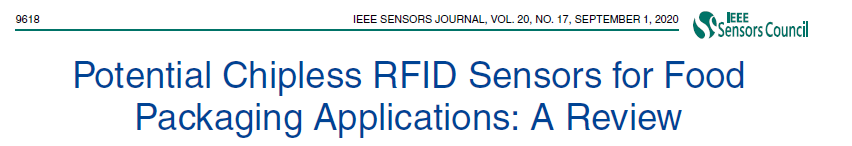 9618 IEEE SENSORS JOURNAL, VOL. 20, NO. 17, SEPTEMBER 1, 2020
IEEE
Sensors Council
Potential Chipless RFID Sensors for Food
Packaging Applications: A Review